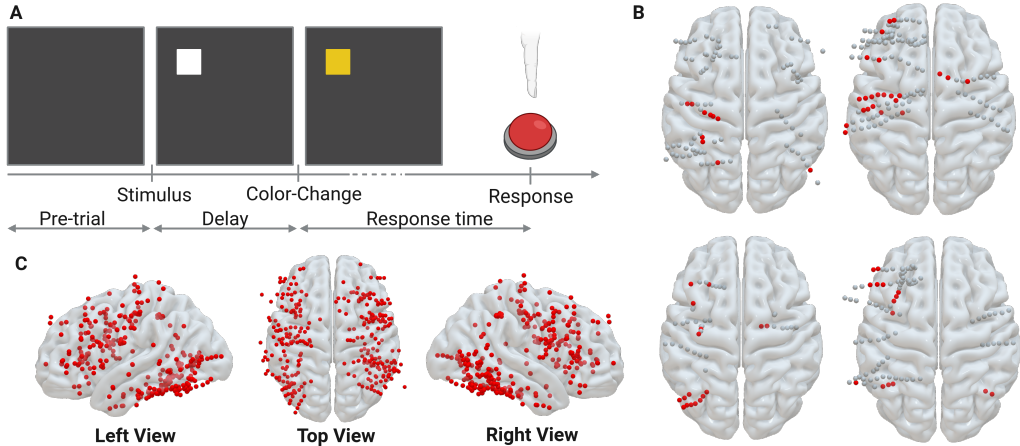 A
Stimulus
Color-Change
Response
Pre-trial
Delay
Response time
B
C
Left View
Top View
Right View